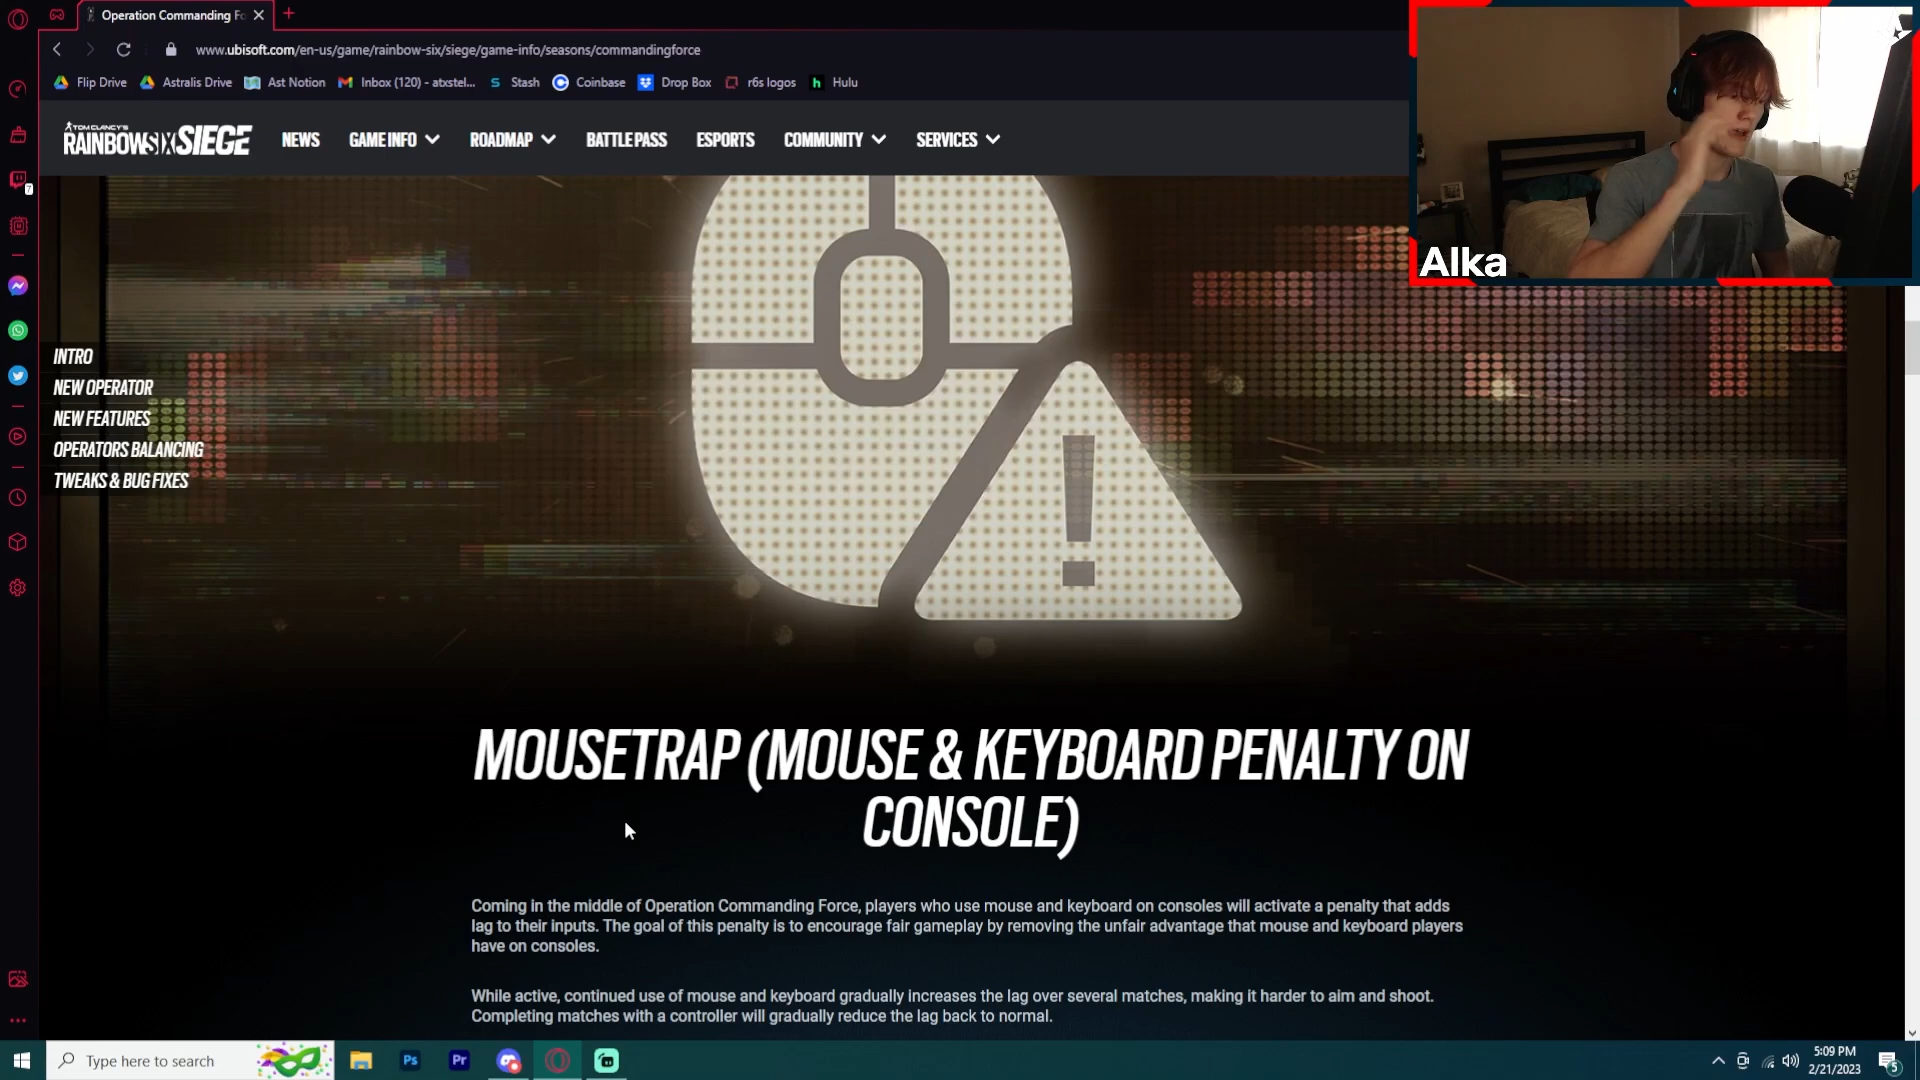 Operation Commanding Fo
www.ubisoft.com/en-us/game/rainbow-six/siege/game-info/seasons/commandingforce
Flip Drive
Astralis Drive
Ast Notion
Inbox (120) - atxstel...
S
Stash
Coinbase
Drop Box
r6s logos
h
Hulu
TOM CLANCY'S
RAINBOWSIX SIEGE
NEWS
GAME INFO
ROADMAP
BATTLE PASS
ESPORTS
COMMUNITY
SERVICES
7
Alka
INTRO
NEW OPERATOR
NEW FEATURES
OPERATORS BALANCING
TWEAKS & BUG FIXES
!
MOUSETRAP (MOUSE & KEYBOARD PENALTY ON
CONSOLE)
Coming in the middle of Operation Commanding Force, players who use mouse and keyboard on consoles will activate a penalty that adds
lag to their inputs. The goal of this penalty is to encourage fair gameplay by removing the unfair advantage that mouse and keyboard players
have on consoles.
While active, continued use of mouse and keyboard gradually increases the lag over several matches, making it harder to aim and shoot.
Completing matches with a controller will gradually reduce the lag back to normal.
Type here to search
Ps
Pr
5:09 PM
2/21/2023
5